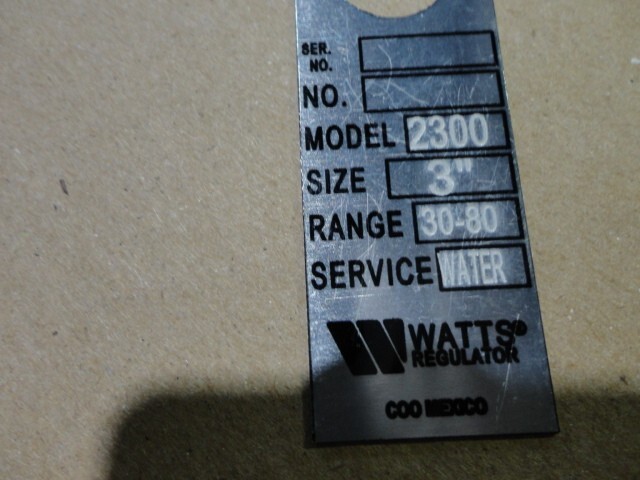 SER.
NO.
NO.
MODEL 2300
SIZE 3"
RANGE 30-80
SERVICE WATER
WATTS®
REGULATOR
COO MEXICO